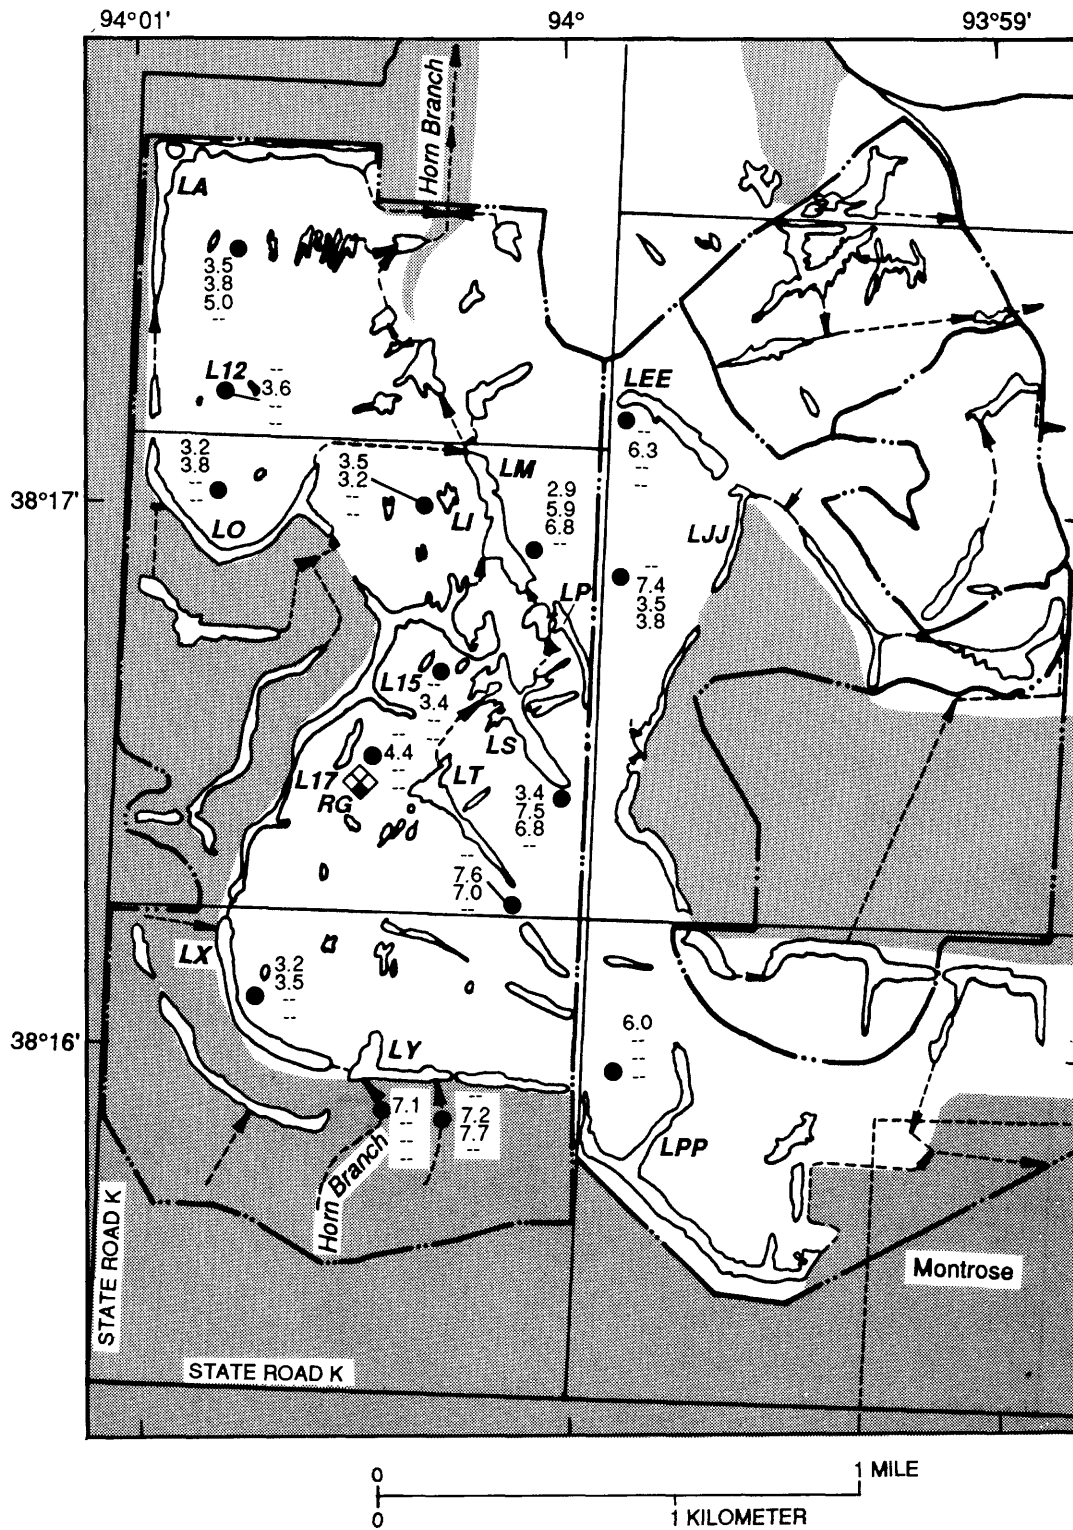 94°01'
94°
93°59'
Horn Branch
LA
3.5
3.8
5.0
--
L12
3.6
--
--
--
LEE
--
6.3
--
--
38°17'
3.2
3.8
--
--
LO
3.5
3.2
--
--
LI
LM
2.9
5.9
6.8
--
LJJ
--
7.4
3.5
3.8
LP
L15
--
3.4
--
--
LS
4.4
--
--
--
L17
RG
LT
3.4
7.5
6.8
--
--
7.6
7.0
--
LX
3.2
3.5
--
--
38°16'
LY
6.0
--
--
--
7.1
--
--
--
--
7.2
7.7
--
Horn Branch
LPP
Montrose
STATE ROAD K
STATE ROAD K
0
1 MILE
0
1 KILOMETER